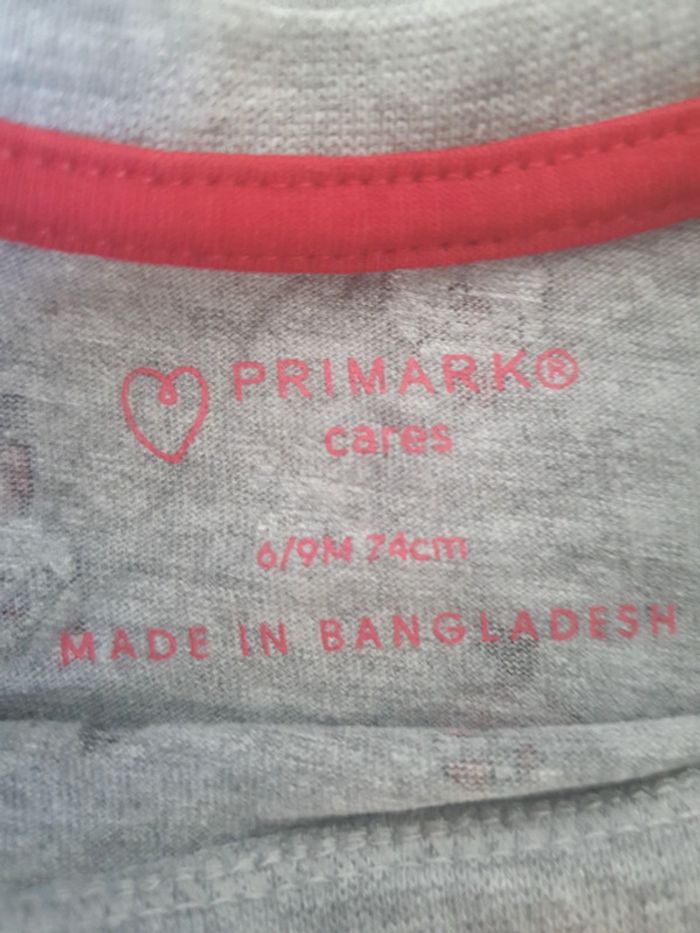 PRIMARK®
cares
6/9M 74cm
MADE IN BANGLADESH